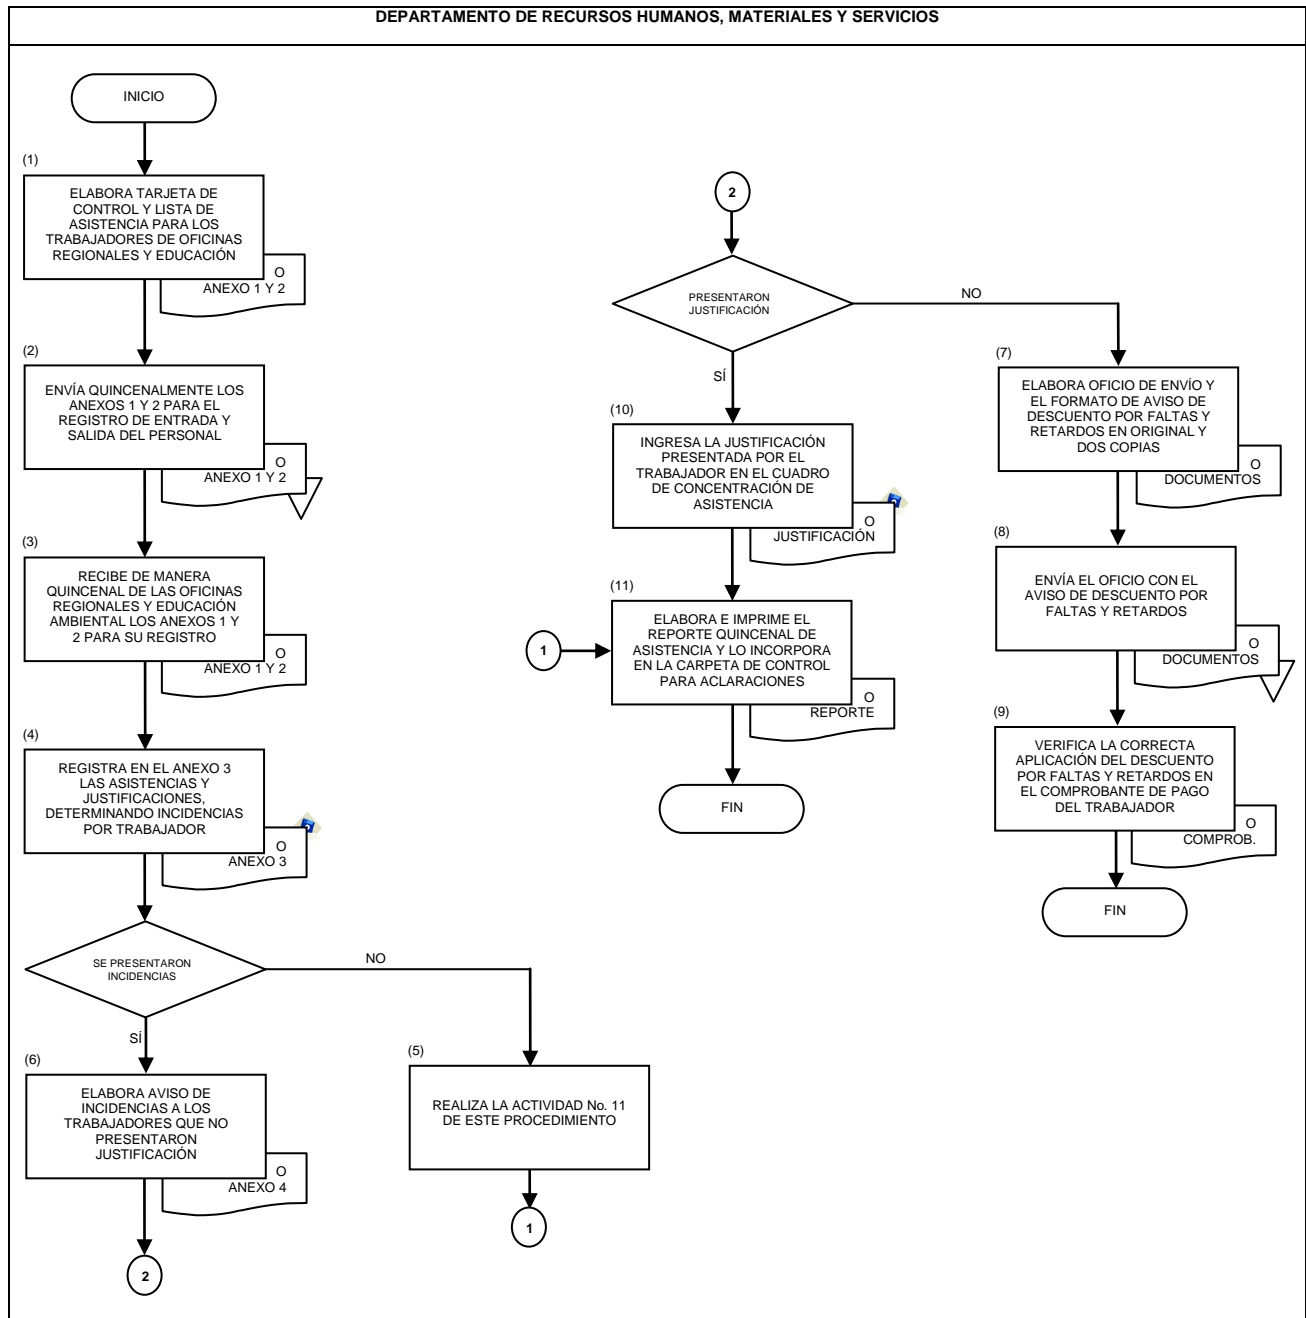 DEPARTAMENTO DE RECURSOS HUMANOS, MATERIALES Y SERVICIOS
INICIO
(1)
ELABORA TARJETA DE
CONTROL Y LISTA DE
ASISTENCIA PARA LOS
TRABAJADORES DE OFICINAS
REGIONALES Y EDUCACIÓN
O
ANEXO 1 Y 2
(2)
ENVÍA QUINCENALMENTE LOS
ANEXOS 1 Y 2 PARA EL
REGISTRO DE ENTRADA Y
SALIDA DEL PERSONAL
O
ANEXO 1 Y 2
(3)
RECIBE DE MANERA
QUINCENAL DE LAS OFICINAS
REGIONALES Y EDUCACIÓN
AMBIENTAL LOS ANEXOS 1 Y
2 PARA SU REGISTRO
O
ANEXO 1 Y 2
(4)
REGISTRA EN EL ANEXO 3
LAS ASISTENCIAS Y
JUSTIFICACIONES,
DETERMINANDO INCIDENCIAS
POR TRABAJADOR
O
ANEXO 3
SE PRESENTARON
INCIDENCIAS
NO
SÍ
(6)
ELABORA AVISO DE
INCIDENCIAS A LOS
TRABAJADORES QUE NO
PRESENTARON
JUSTIFICACIÓN
O
ANEXO 4
2
(5)
REALIZA LA ACTIVIDAD No. 11
DE ESTE PROCEDIMIENTO
1
2
PRESENTARON
JUSTIFICACIÓN
NO
SÍ
(10)
INGRESA LA JUSTIFICACIÓN
PRESENTADA POR EL
TRABAJADOR EN EL CUADRO
DE CONCENTRACIÓN DE
ASISTENCIA
O
JUSTIFICACIÓN
(11)
1
ELABORA E IMPRIME EL
REPORTE QUINCENAL DE
ASISTENCIA Y LO INCORPORA
EN LA CARPETA DE CONTROL
PARA ACLARACIONES
O
REPORTE
FIN
(7)
ELABORA OFICIO DE ENVÍO Y
EL FORMATO DE AVISO DE
DESCUENTO POR FALTAS Y
RETARDOS EN ORIGINAL Y
DOS COPIAS
O
DOCUMENTOS
(8)
ENVÍA EL OFICIO CON EL
AVISO DE DESCUENTO POR
FALTAS Y RETARDOS
O
DOCUMENTOS
(9)
VERIFICA LA CORRECTA
APLICACIÓN DEL DESCUENTO
POR FALTAS Y RETARDOS EN
EL COMPROBANTE DE PAGO
DEL TRABAJADOR
O
COMPROB.
FIN